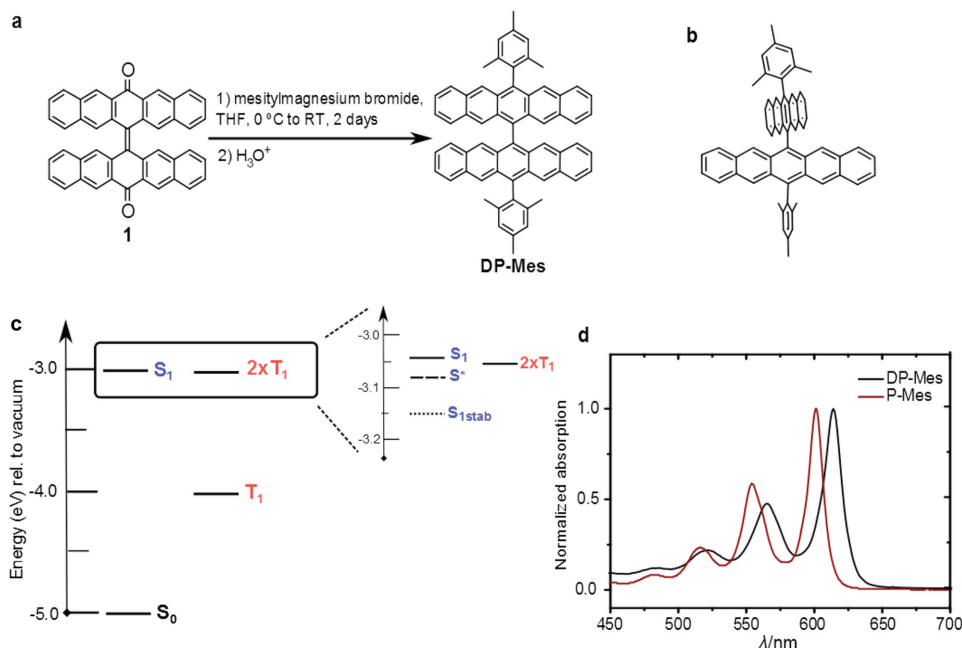 a
O
O
1
1) mesitylmagnesium bromide,
THF, 0 °C to RT, 2 days
2) H₃O⁺
DP-Mes
b
c
Energy (eV) rel. to vacuum
-3.0
-4.0
-5.0
S₁
2xT₁
T₁
S₀
-3.0
-3.1
-3.2
S₁
S*
S₁stab
2xT₁
d
Normalized absorption
1.0
0.5
0.0
DP-Mes
P-Mes
450 500 550 600 650 700
λ/nm